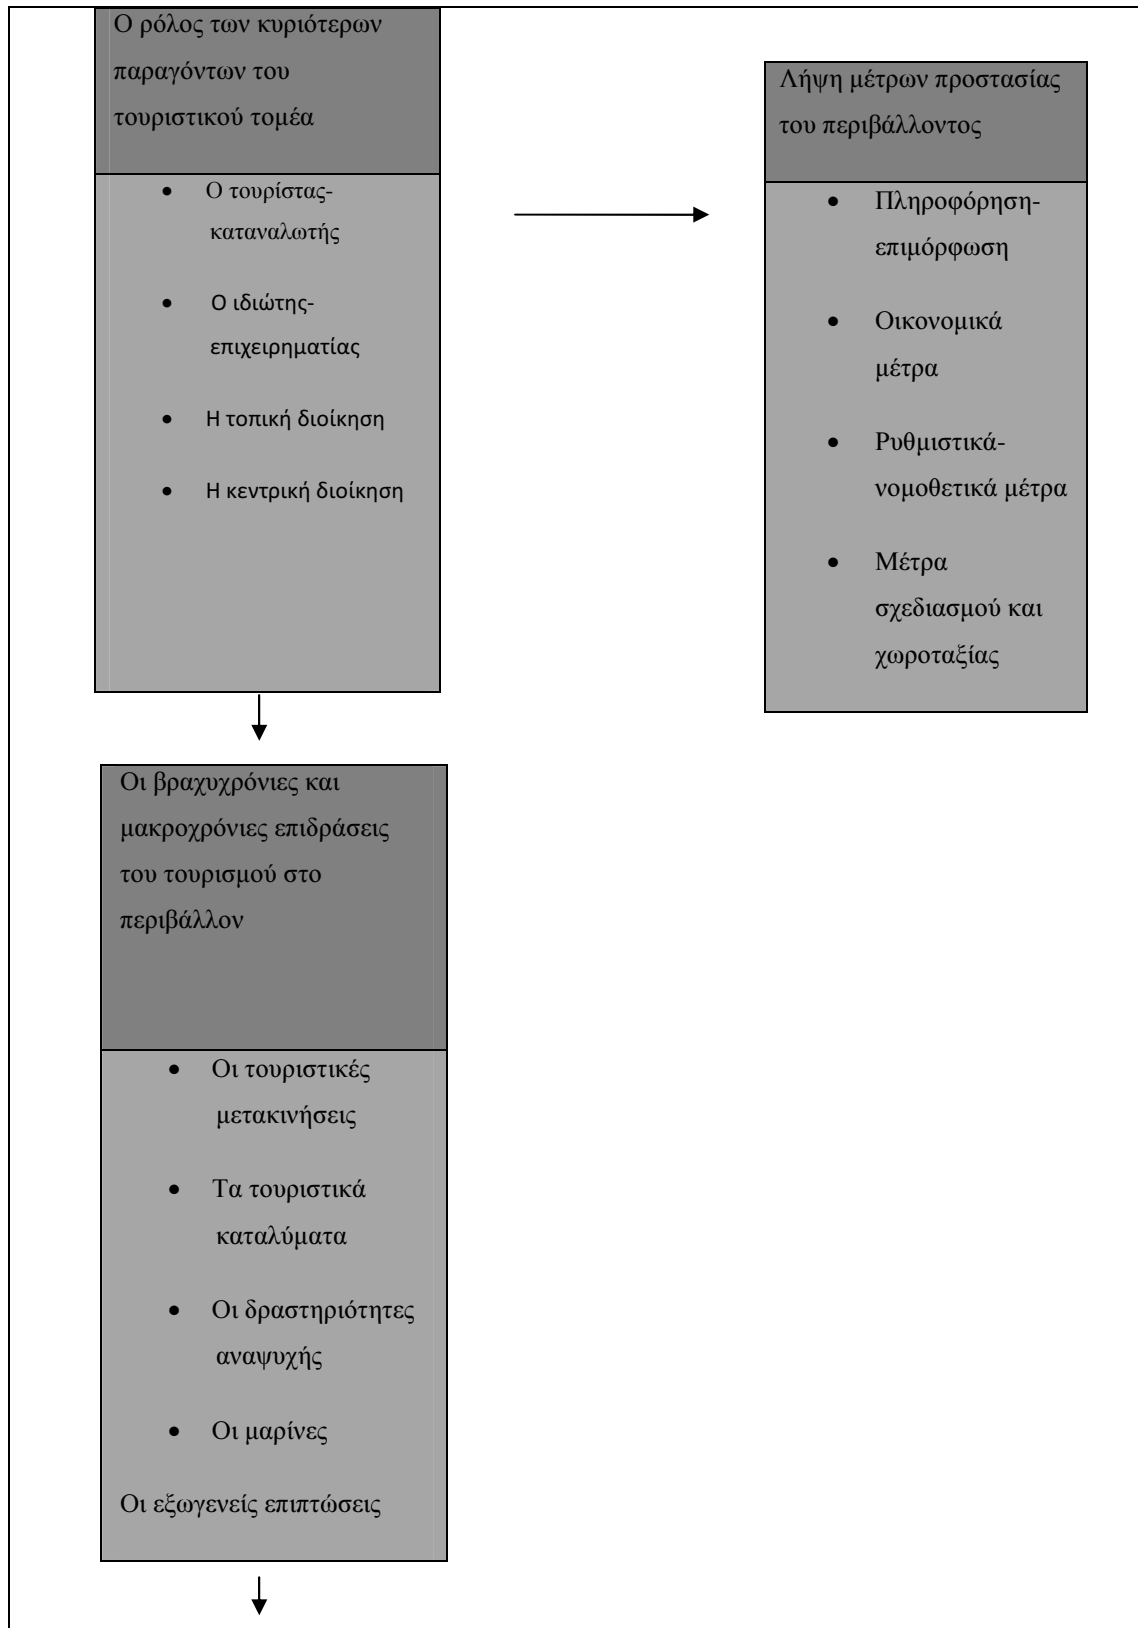 Ο ρόλος των κυριότερων
παραγόντων του
τουριστικού τομέα
• Ο τουρίστας-
καταναλωτής
• Ο ιδιώτης-
επιχειρηματίας
• Η τοπική διοίκηση
• Η κεντρική διοίκηση
Λήψη μέτρων προστασίας
του περιβάλλοντος
• Πληροφόρηση-
επιμόρφωση
• Οικονομικά
μέτρα
• Ρυθμιστικά-
νομοθετικά μέτρα
• Μέτρα
σχεδιασμού και
χωροταξίας
Οι βραχυχρόνιες και
μακροχρόνιες επιδράσεις
του τουρισμού στο
περιβάλλον
• Οι τουριστικές
μετακινήσεις
• Τα τουριστικά
καταλύματα
• Οι δραστηριότητες
αναψυχής
• Οι μαρίνες
Οι εξωγενείς επιπτώσεις